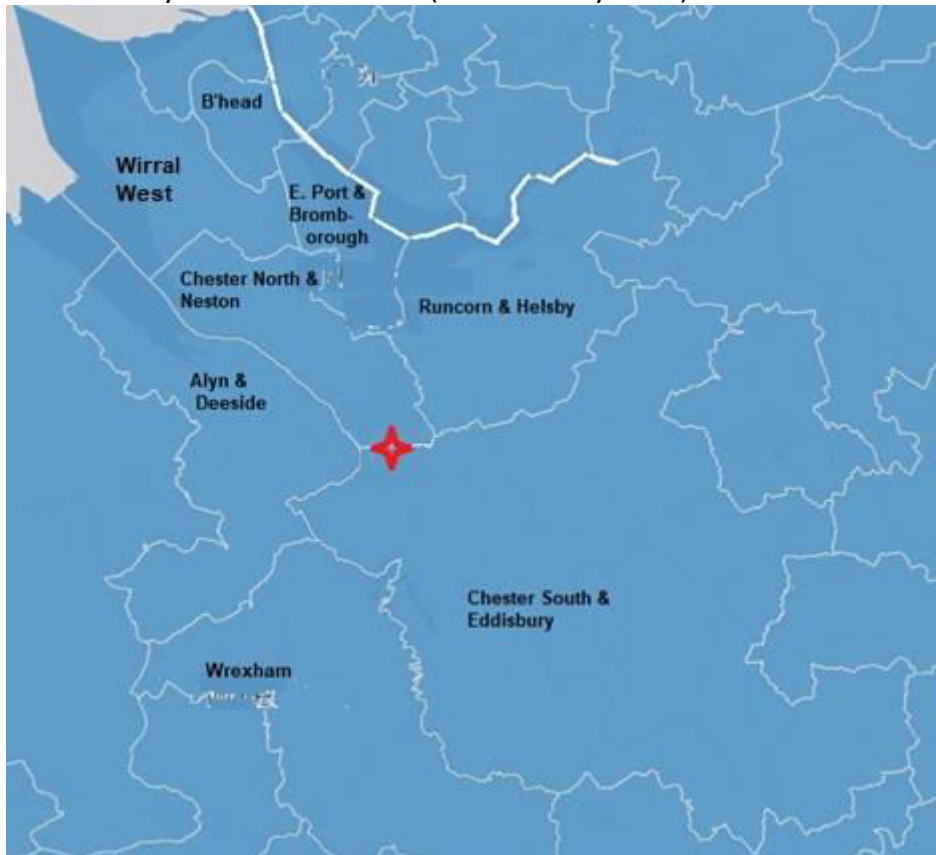 B'head
Wirral
West
E. Port &
Bromb-
orough
Chester North &
Neston
Runcorn & Helsby
Alyn &
Deeside
Chester South &
Eddisbury
Wrexham